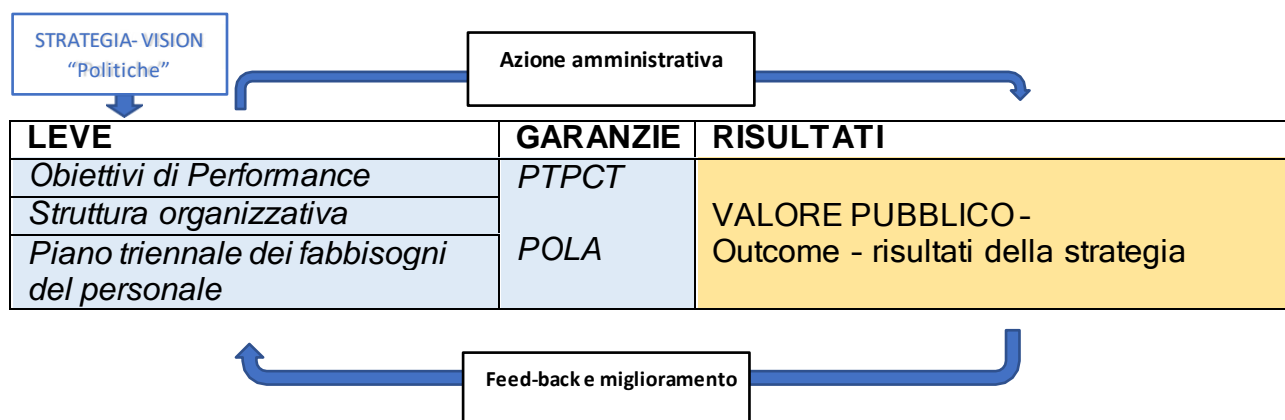 STRATEGIA- VISION
“Politiche”
Azione amministrativa
LEVE
GARANZIE
RISULTATI
Obiettivi di Performance
PTPCT
Struttura organizzativa
VALORE PUBBLICO -
Piano triennale dei fabbisogni
del personale
POLA
Outcome - risultati della strategia
Feed-back e miglioramento